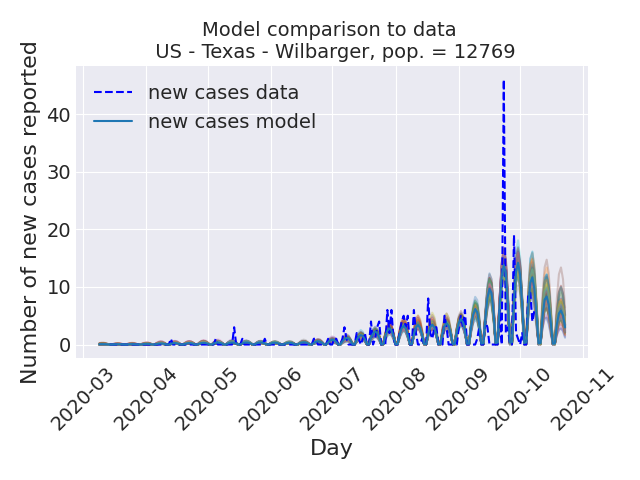 Model comparison to data
US - Texas - Wilbarger, pop. = 12769
new cases data
new cases model
Number of new cases reported
40
30
20
10
0
2020-03
2020-04
2020-05
2020-06
2020-07
2020-08
2020-09
2020-10
2020-11
Day